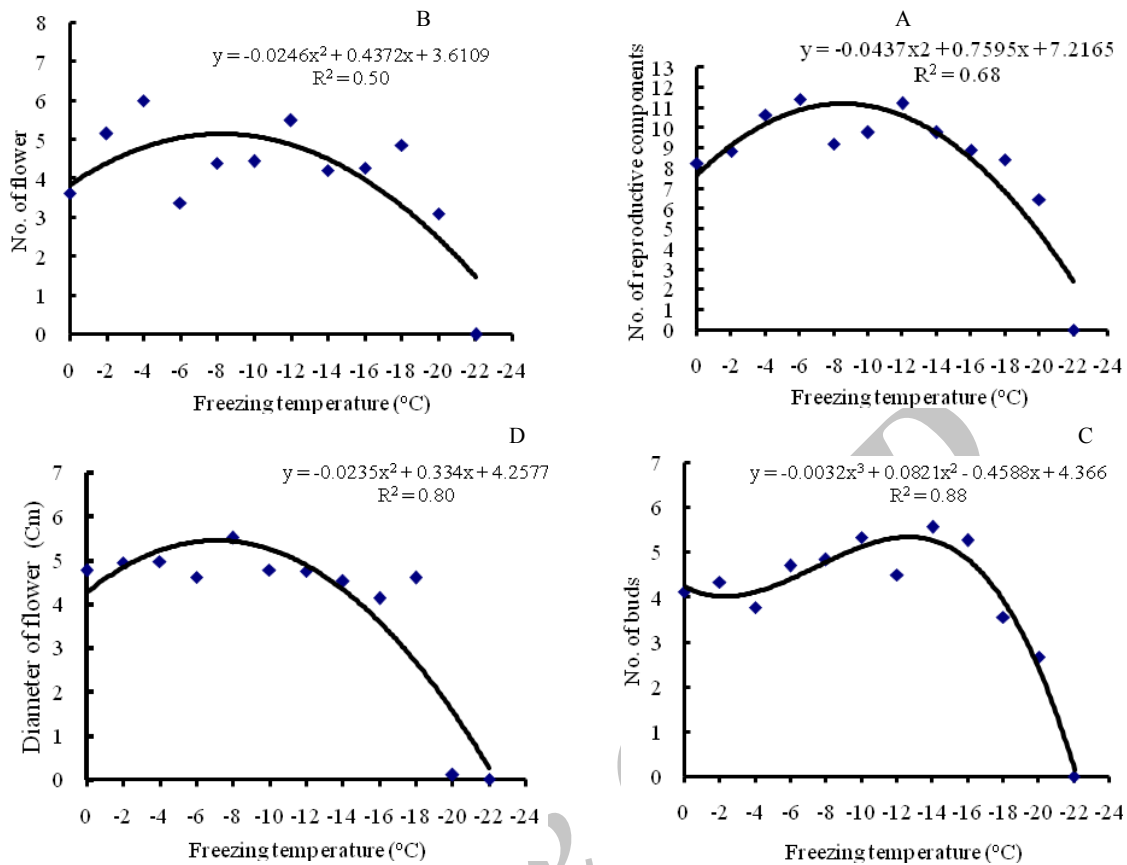 B
y = -0.0246x² + 0.4372x + 3.6109
R² = 0.50
No. of flower
8
7
6
5
4
3
2
1
0
0 -2 -4 -6 -8 -10 -12 -14 -16 -18 -20 -22 -24
Freezing temperature (°C)
A
y = -0.0437x2 + 0.7595x + 7.2165
R² = 0.68
No. of reproductive components
13
12
11
10
9
8
7
6
5
4
3
2
1
0
0 -2 -4 -6 -8 -10 -12 -14 -16 -18 -20 -22 -24
Freezing temperature (°C)
D
y = -0.0235x² + 0.334x + 4.2577
R² = 0.80
Diameter of flower (Cm)
7
6
5
4
3
2
1
0
0 -2 -4 -6 -8 -10 -12 -14 -16 -18 -20 -22 -24
Freezing temperature (°C)
C
y = -0.0032x³ + 0.0821x² - 0.4588x + 4.366
R² = 0.88
No. of buds
7
6
5
4
3
2
1
0
0 -2 -4 -6 -8 -10 -12 -14 -16 -18 -20 -22 -24
Freezing temperature (°C)